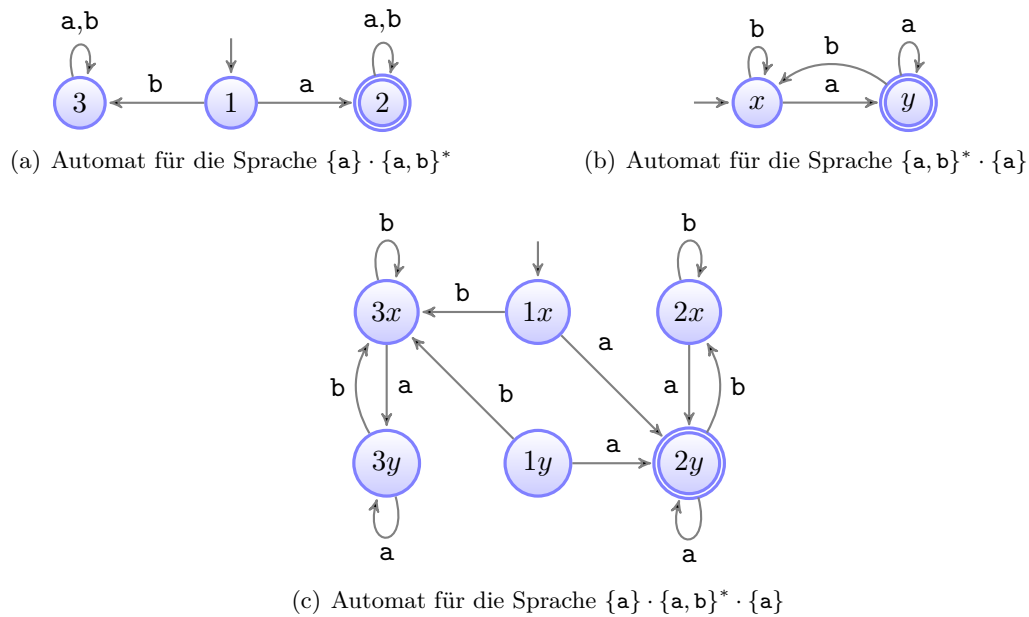 a,b
a,b
3 b 1 a 2
(a) Automat für die Sprache {a} · {a, b}*
b
b
a
x a y
(b) Automat für die Sprache {a, b}* · {a}
b
b
3x b 1x 2x
a
b a b a b
3y 1y a 2y
a
a
(c) Automat für die Sprache {a} · {a, b}* · {a}